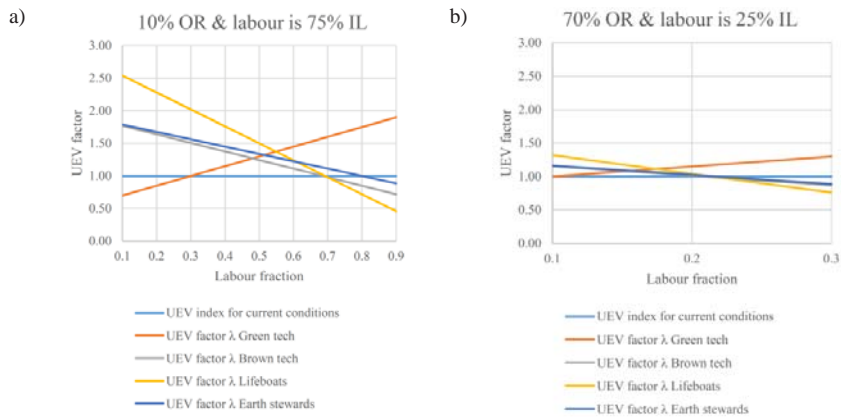 a)
10% OR & labour is 75% IL
UEV factor
3.00
2.50
2.00
1.50
1.00
0.50
0.00
0.1 0.2 0.3 0.4 0.5 0.6 0.7 0.8 0.9
Labour fraction
UEV index for current conditions
UEV factor λ Green tech
UEV factor λ Brown tech
UEV factor λ Lifeboats
UEV factor λ Earth stewards
b)
70% OR & labour is 25% IL
UEV factor
3.00
2.50
2.00
1.50
1.00
0.50
0.00
0.1 0.2 0.3
Labour fraction
UEV index for current conditions
UEV factor λ Green tech
UEV factor λ Brown tech
UEV factor λ Lifeboats
UEV factor λ Earth stewards